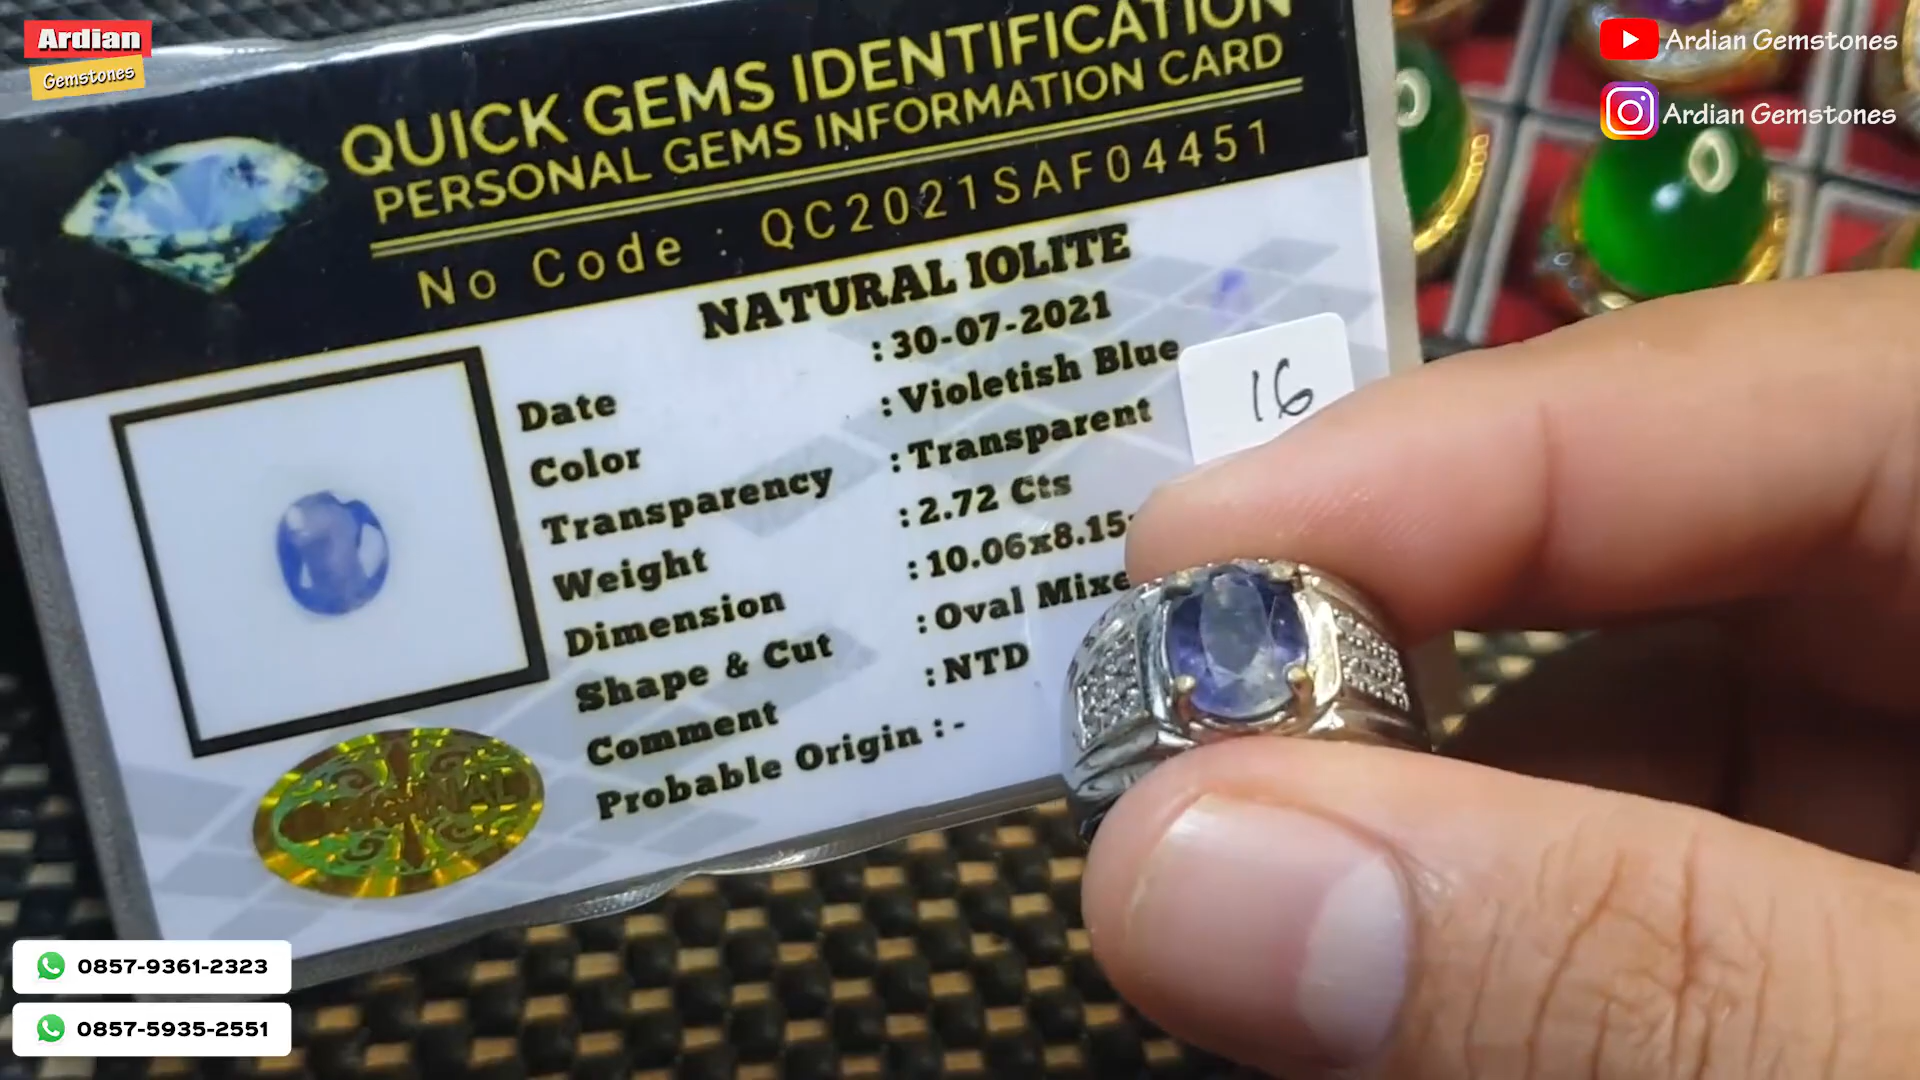 Ardian
Gemstones
Ardian Gemstones
Ardian Gemstones
QUICK GEMS IDENTIFICATION
PERSONAL GEMS INFORMATION CARD
No Code : QC2021SAF04451
NATURAL IOLITE
Date : 30-07-2021
Color : Violetish Blue
Transparency : Transparent
Weight : 2.72 Cts
Dimension : 10.06x8.15
Shape & Cut : Oval Mixe
Comment : NTD
Probable Origin : -
16
ORIGINAL
0857-9361-2323
0857-5935-2551